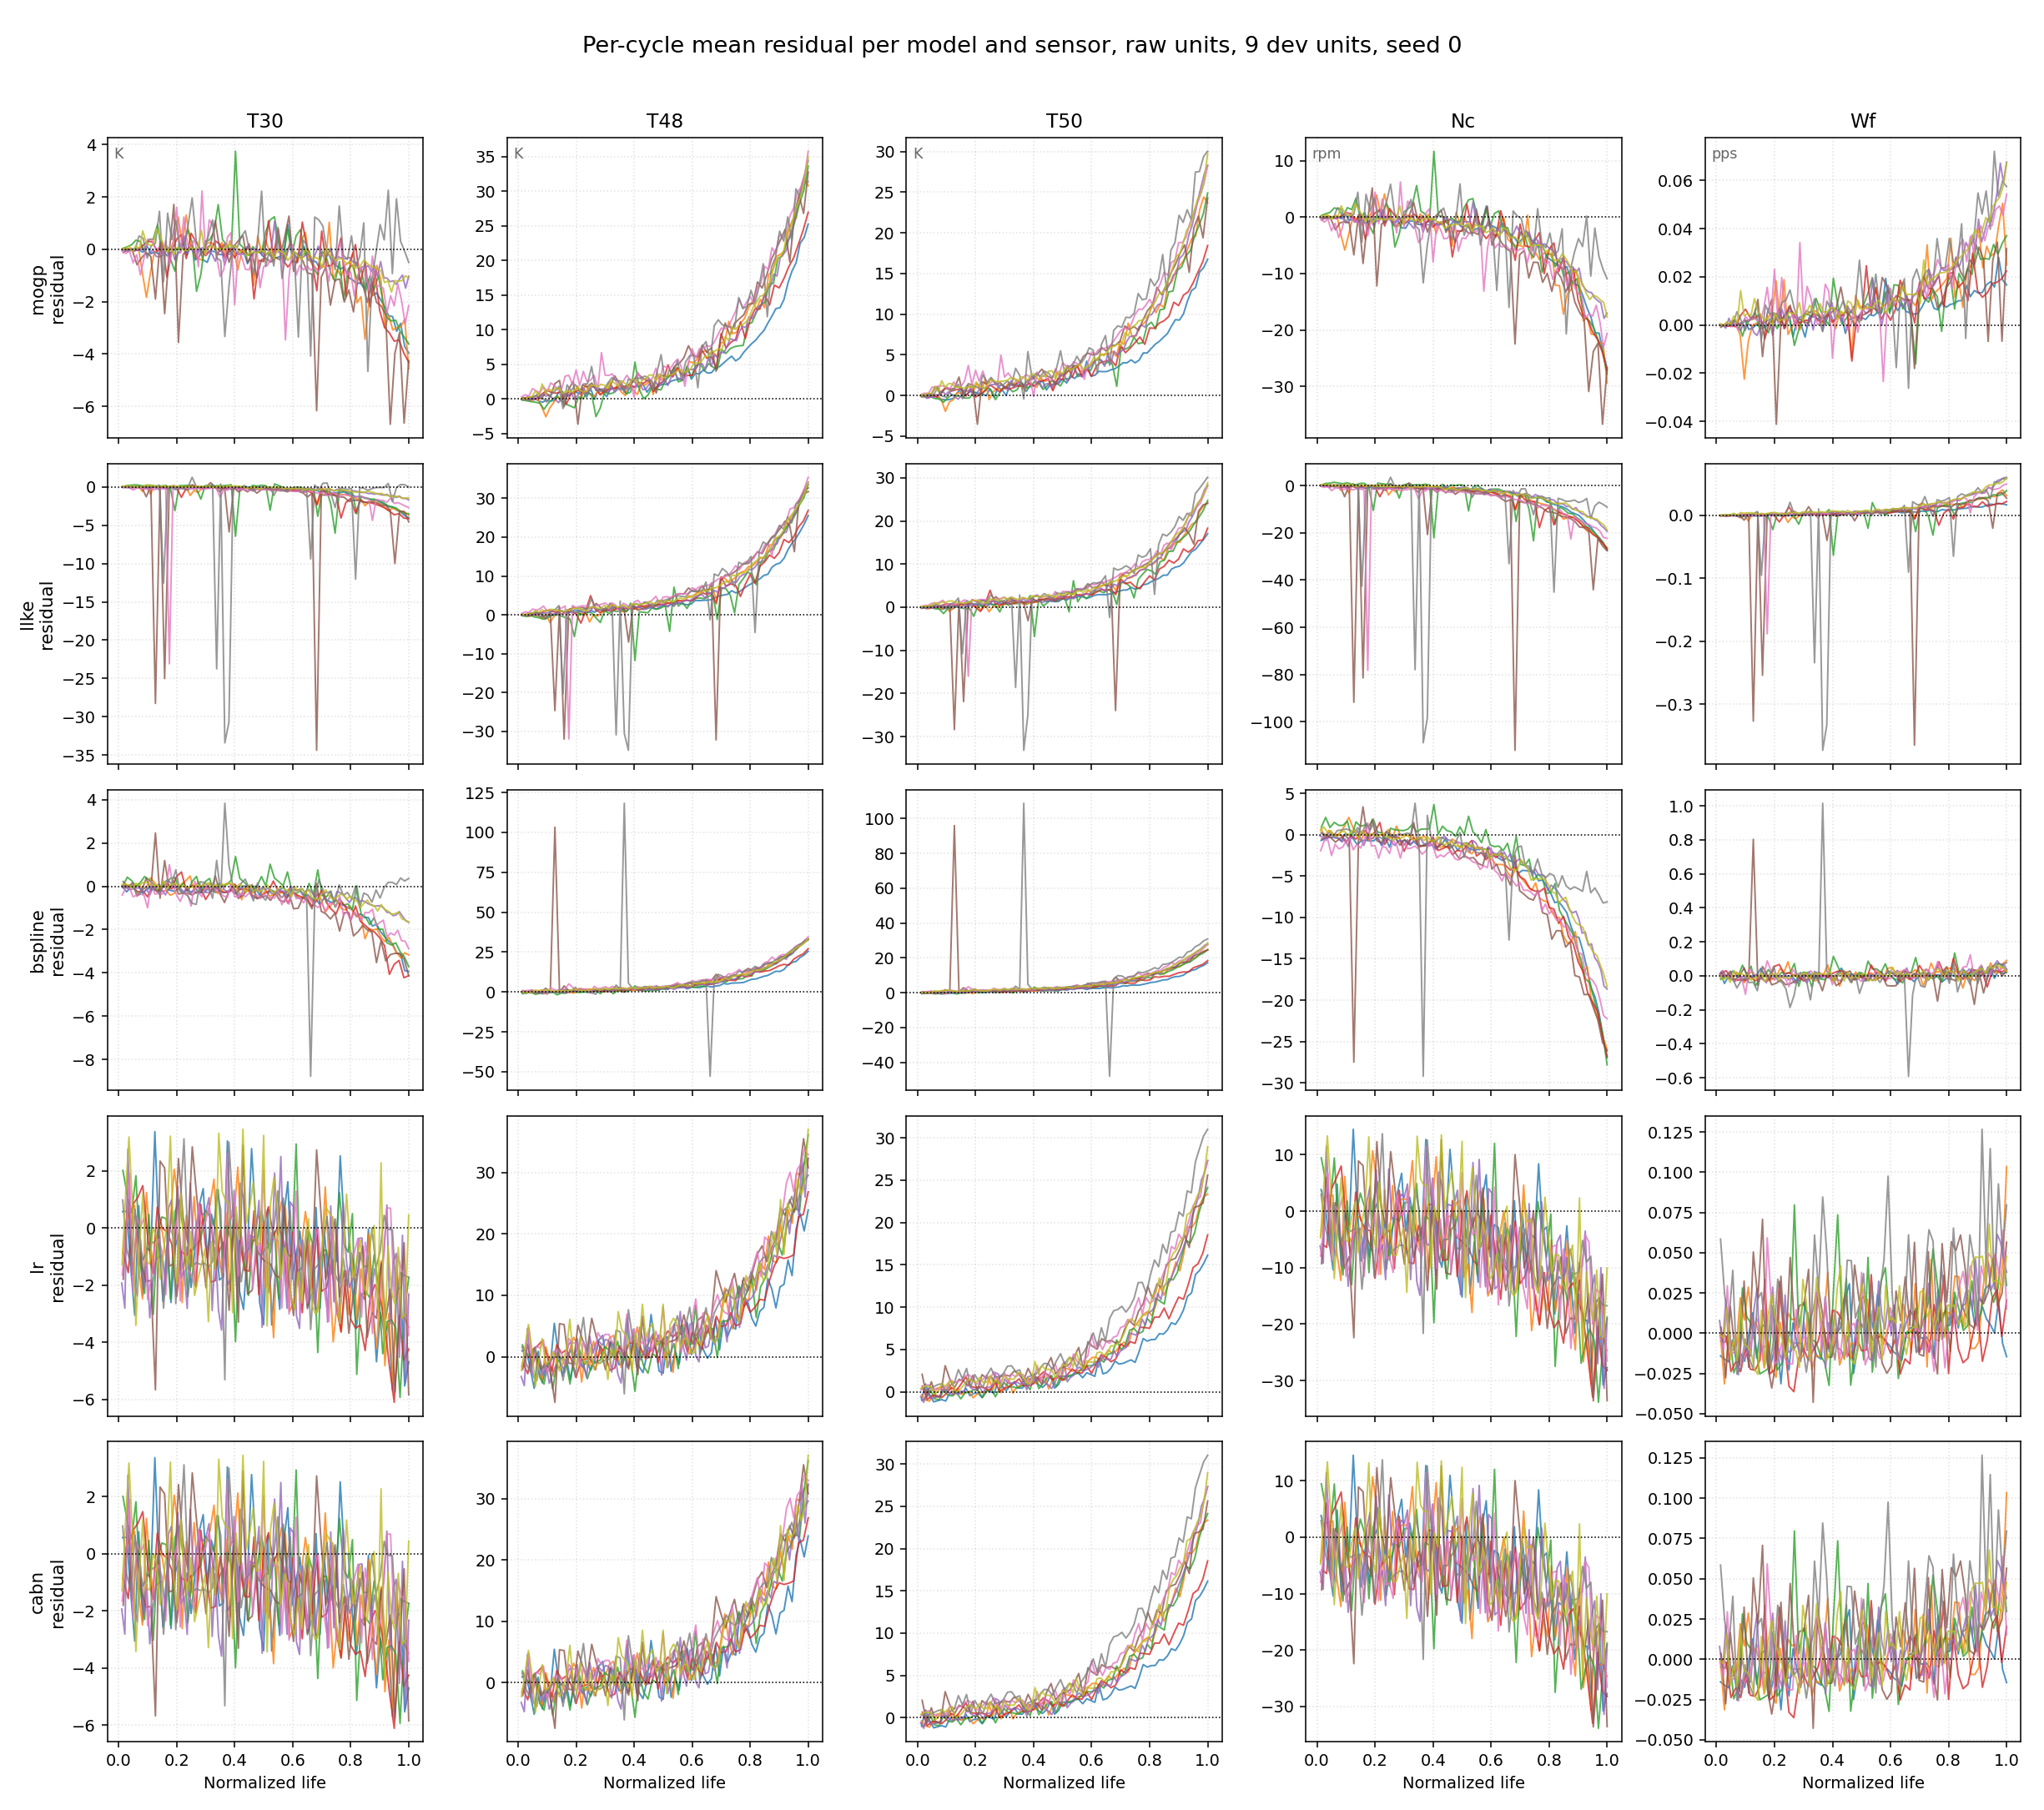 Per-cycle mean residual per model and sensor, raw units, 9 dev units, seed 0
T30 T48 T50 Nc Wf
mogp
residual
K K K rpm pps
4 2 0 −2 −4 −6
35 30 25 20 15 10 5 0 −5
30 25 20 15 10 5 0 −5
10 0 −10 −20 −30
0.06 0.04 0.02 0.00 −0.02 −0.04
llke
residual
0 −5 −10 −15 −20 −25 −30 −35
30 20 10 0 −10 −20 −30
30 20 10 0 −10 −20 −30
0 −20 −40 −60 −80 −100
0.0 −0.1 −0.2 −0.3
bspline
residual
4 2 0 −2 −4 −6 −8
125 100 75 50 25 0 −25 −50
100 80 60 40 20 0 −20 −40
5 0 −5 −10 −15 −20 −25 −30
1.0 0.8 0.6 0.4 0.2 0.0 −0.2 −0.4 −0.6
lr
residual
2 0 −2 −4 −6
30 20 10 0
30 25 20 15 10 5 0
10 0 −10 −20 −30
0.125 0.100 0.075 0.050 0.025 0.000 −0.025 −0.050
cabn
residual
2 0 −2 −4 −6
30 20 10 0
30 25 20 15 10 5 0
10 0 −10 −20 −30
0.125 0.100 0.075 0.050 0.025 0.000 −0.025 −0.050
0.0 0.2 0.4 0.6 0.8 1.0 0.0 0.2 0.4 0.6 0.8 1.0 0.0 0.2 0.4 0.6 0.8 1.0 0.0 0.2 0.4 0.6 0.8 1.0 0.0 0.2 0.4 0.6 0.8 1.0
Normalized life Normalized life Normalized life Normalized life Normalized life